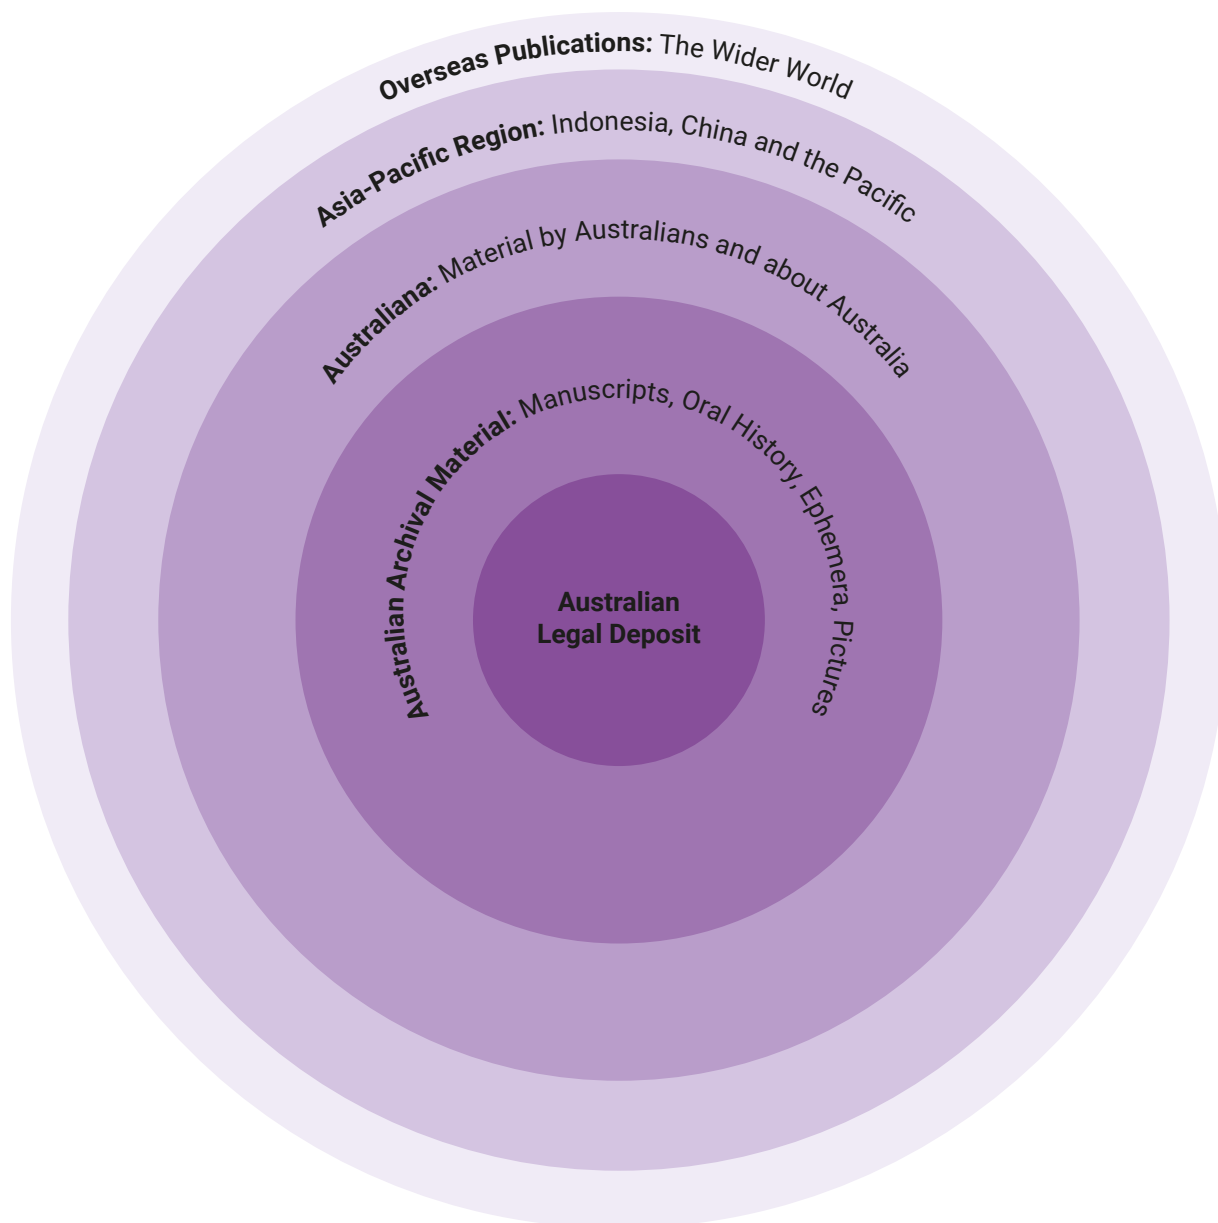 Overseas Publications: The Wider World
Asia-Pacific Region: Indonesia, China and the Pacific
Australiana: Material by Australians and about Australia
Australian Archival Material: Manuscripts, Oral History, Ephemera, Pictures
Australian
Legal Deposit